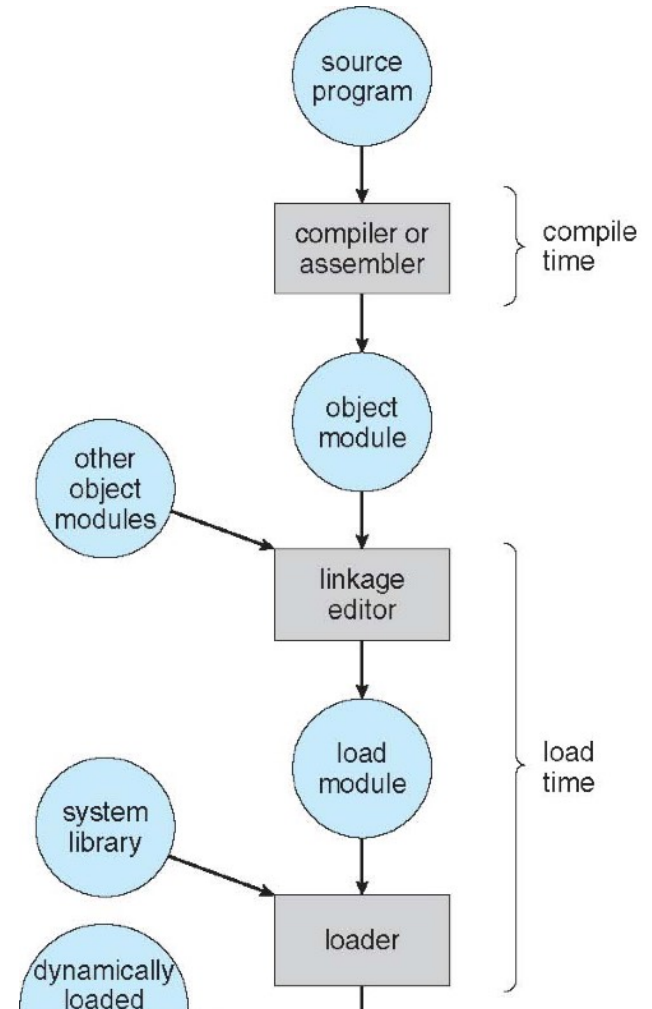 source
program
compiler or
assembler
compile
time
object
module
other
object
modules
linkage
editor
load
module
load
time
system
library
loader
dynamically
loaded